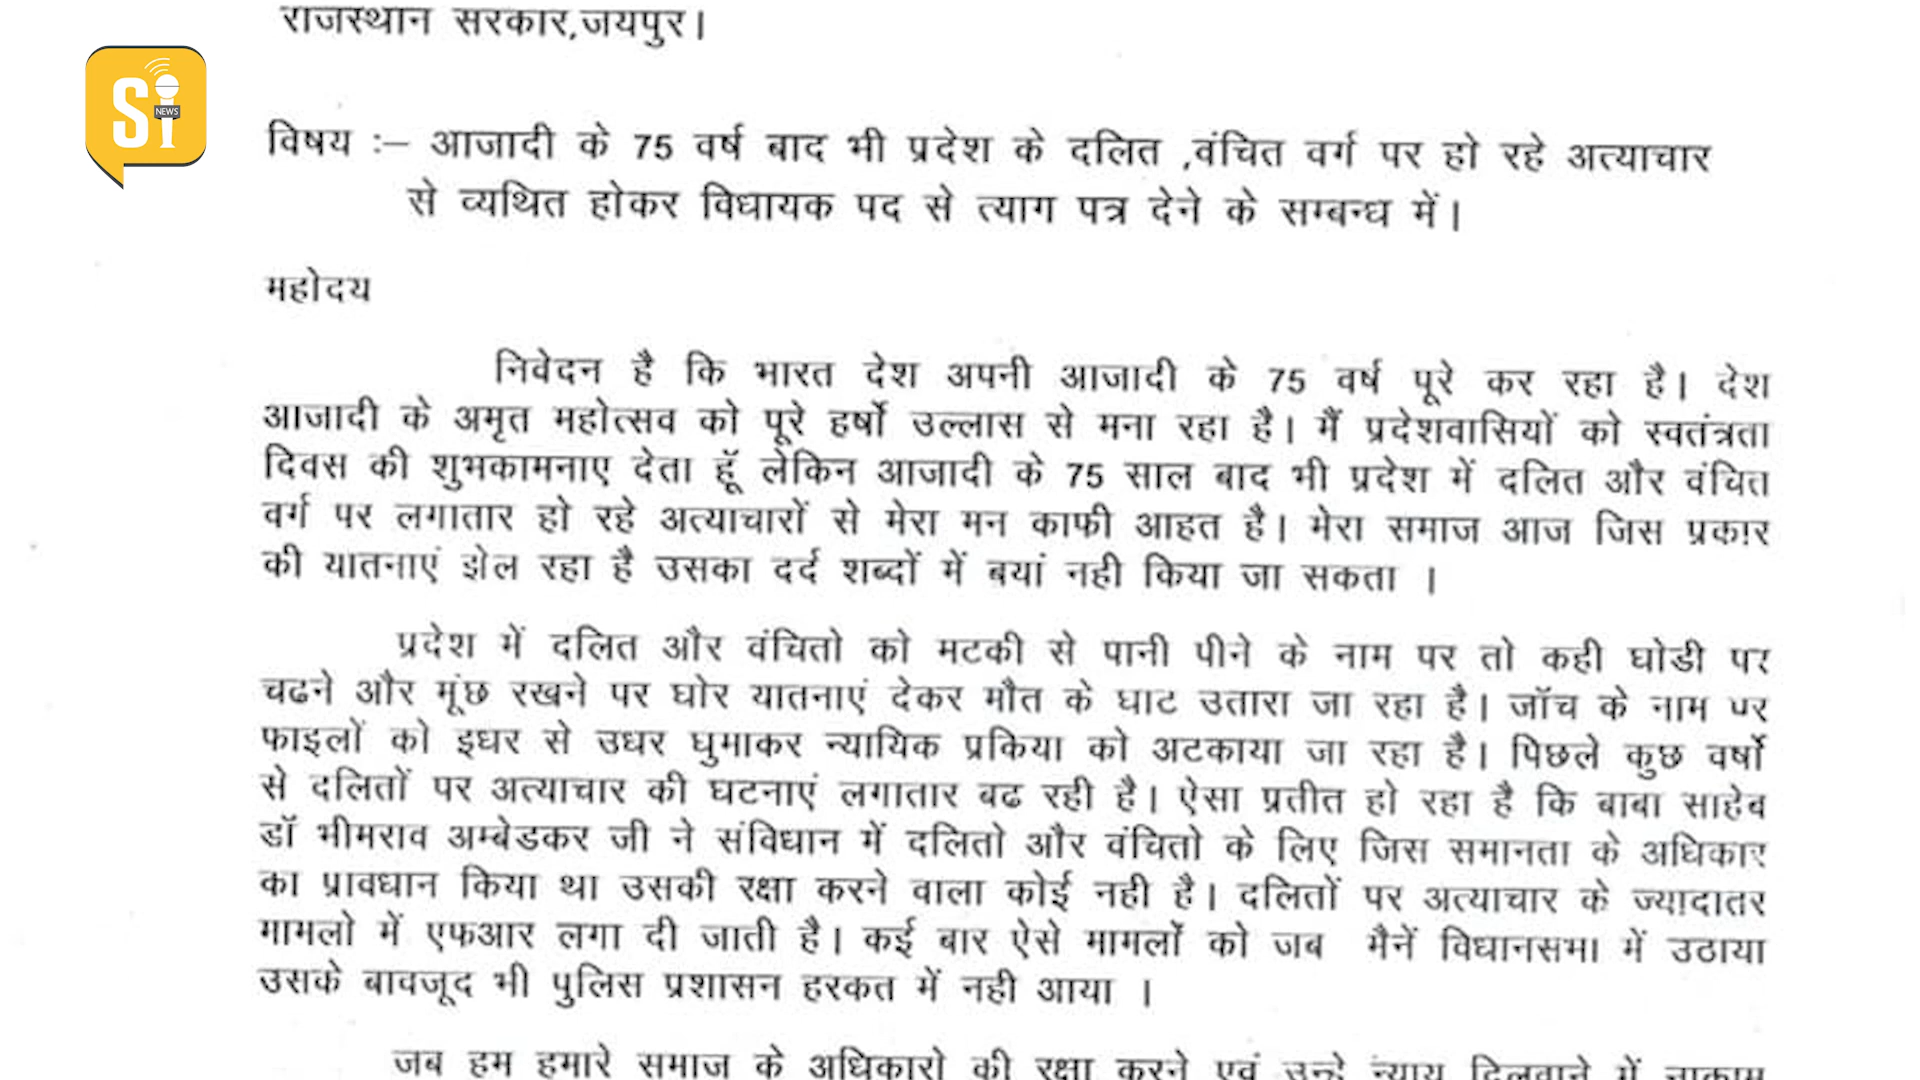 राजस्थान सरकार,जयपुर।
Si
NEWS
विषय :– आजादी के 75 वर्ष बाद भी प्रदेश के दलित ,वंचित वर्ग पर हो रहे अत्याचार
से व्यथित होकर विधायक पद से त्याग पत्र देने के सम्बन्ध में।
महोदय
निवेदन है कि भारत देश अपनी आजादी के 75 वर्ष पूरे कर रहा है। देश
आजादी के अमृत महोत्सव को पूरे हर्षो उल्लास से मना रहा है। मैं प्रदेशवासियों को स्वतंत्रता
दिवस की शुभकामनाए देता हूॅ लेकिन आजादी के 75 साल बाद भी प्रदेश में दलित और वंचित
वर्ग पर लगातार हो रहे अत्याचारों से मेरा मन काफी आहत है। मेरा समाज आज जिस प्रकार
की यातनाएं झेल रहा है उसका दर्द शब्दों में बयां नही किया जा सकता ।
प्रदेश में दलित और वंचितो को मटकी से पानी पीने के नाम पर तो कही घोडी पर
चढने और मूंछ रखने पर घोर यातनाएं देकर मौत के घाट उतारा जा रहा है। जॉच के नाम पर
फाइलों को इधर से उधर घुमाकर न्यायिक प्रकिया को अटकाया जा रहा है। पिछले कुछ वर्षो
से दलितों पर अत्याचार की घटनाएं लगातार बढ रही है। ऐसा प्रतीत हो रहा है कि बाबा साहेब
डॉ भीमराव अम्बेडकर जी ने संविधान में दलितो और वंचितो के लिए जिस समानता के अधिकार
का प्रावधान किया था उसकी रक्षा करने वाला कोई नही है। दलितों पर अत्याचार के ज्यादातर
मामलो में एफआर लगा दी जाती है। कई बार ऐसे मामलों को जब मैनें विधानसभा में उठाया
उसके बावजूद भी पुलिस प्रशासन हरकत में नही आया ।
जब हम हमारे समाज के अधिकारो की रक्षा करने एवं उन्हे न्याय दिलवाने में नाकाम